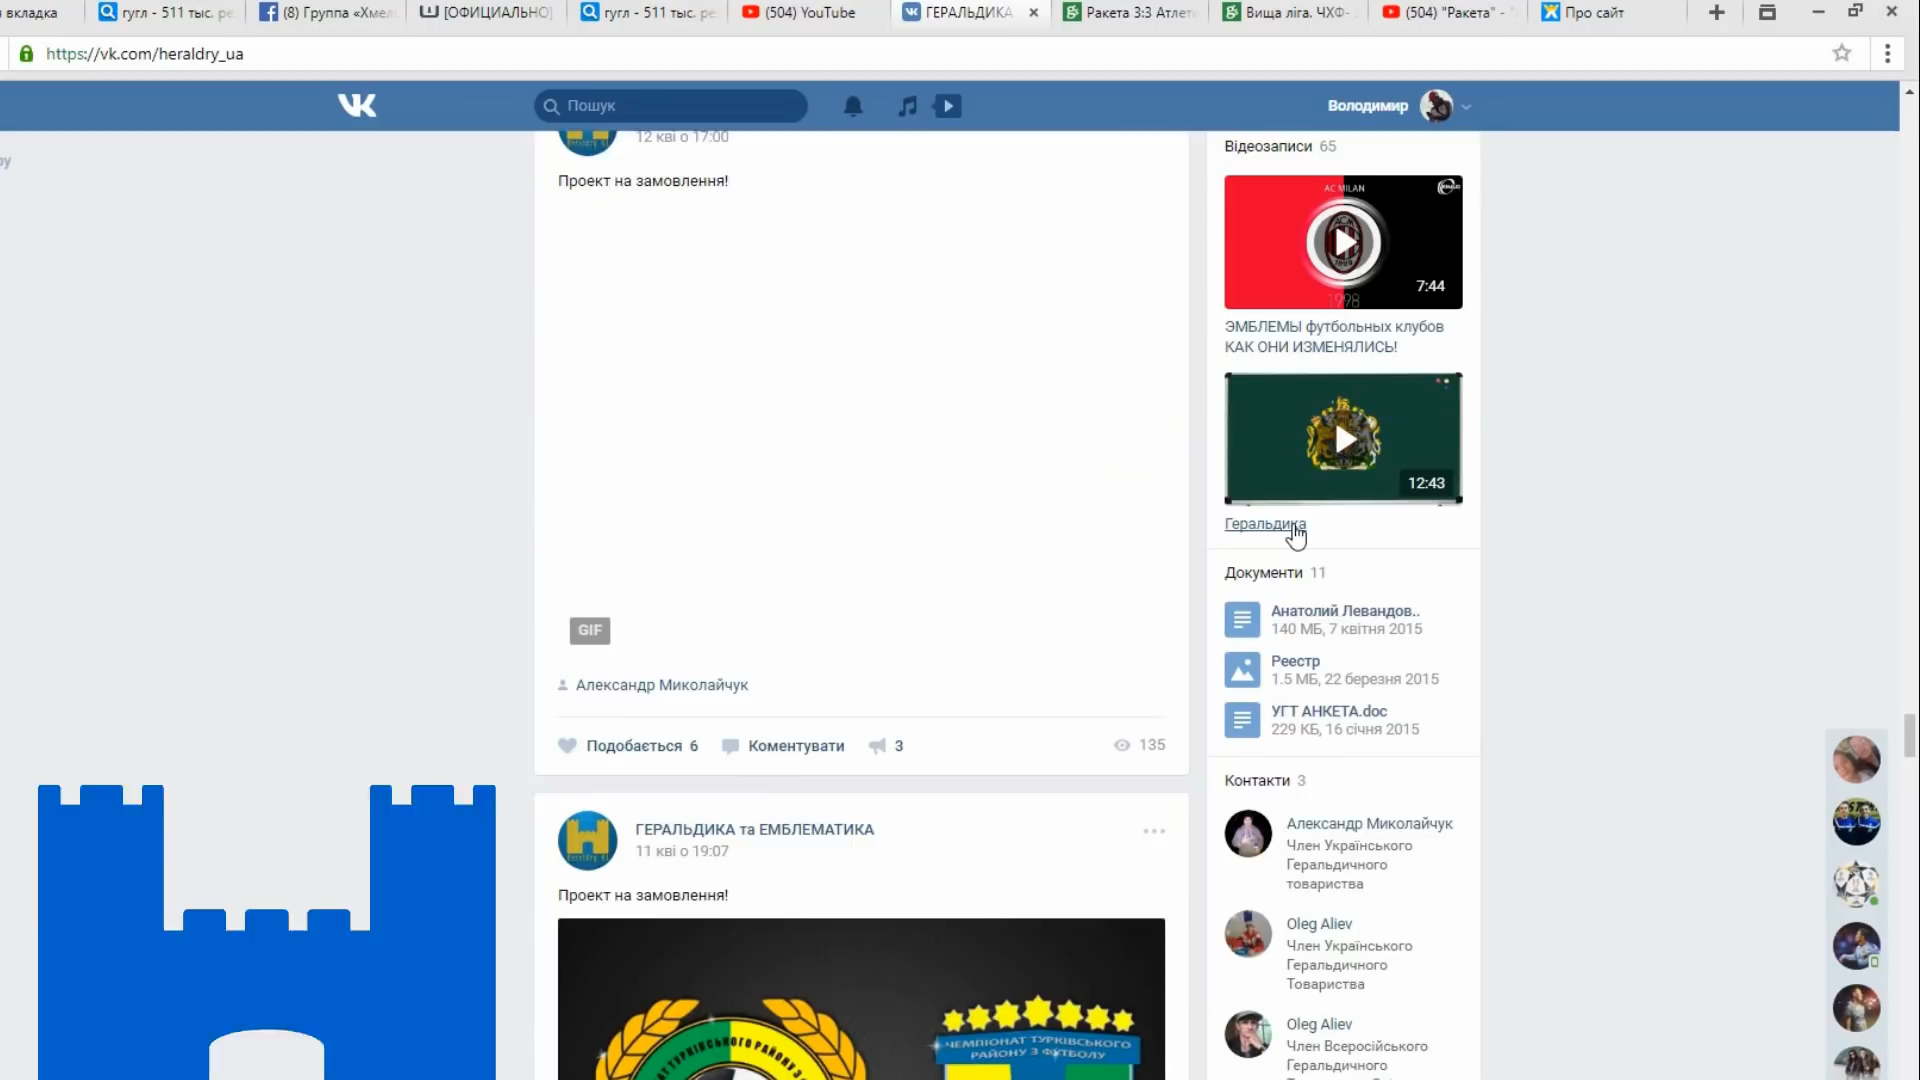 вкладка
гугл - 511 тыс. ре
(8) Группа «Хмел
[ОФИЦИАЛЬНО]
гугл - 511 тыс. ре
(504) YouTube
ГЕРАЛЬДИКА
Ракета 3:3 Атлет
Вища ліга. ЧХФ-
(504) "Ракета" -
Про сайт
https://vk.com/heraldry_ua
Пошук
Володимир
ру
12 кві о 17:00
Проект на замовлення!
GIF
Александр Миколайчук
Подобається 6
Коментувати
3
135
ГЕРАЛЬДИКА та ЕМБЛЕМАТИКА
11 кві о 19:07
Проект на замовлення!
ЧЕМПІОНАТ ТУРКІВСЬКОГО
РАЙОНУ З ФУТБОЛУ
Відеозаписи 65
AC MILAN
1998
7:44
ЭМБЛЕМЫ футбольных клубов
КАК ОНИ ИЗМЕНЯЛИСЬ!
12:43
Геральдика
Документи 11
Анатолий Левандов..
140 МБ, 7 квітня 2015
Реестр
1.5 МБ, 22 березня 2015
УГТ АНКЕТА.doc
229 КБ, 16 січня 2015
Контакти 3
Александр Миколайчук
Член Українського
Геральдичного
товариства
Oleg Aliev
Член Українського
Геральдичного
Товариства
Oleg Aliev
Член Всеросійського
Геральдичного